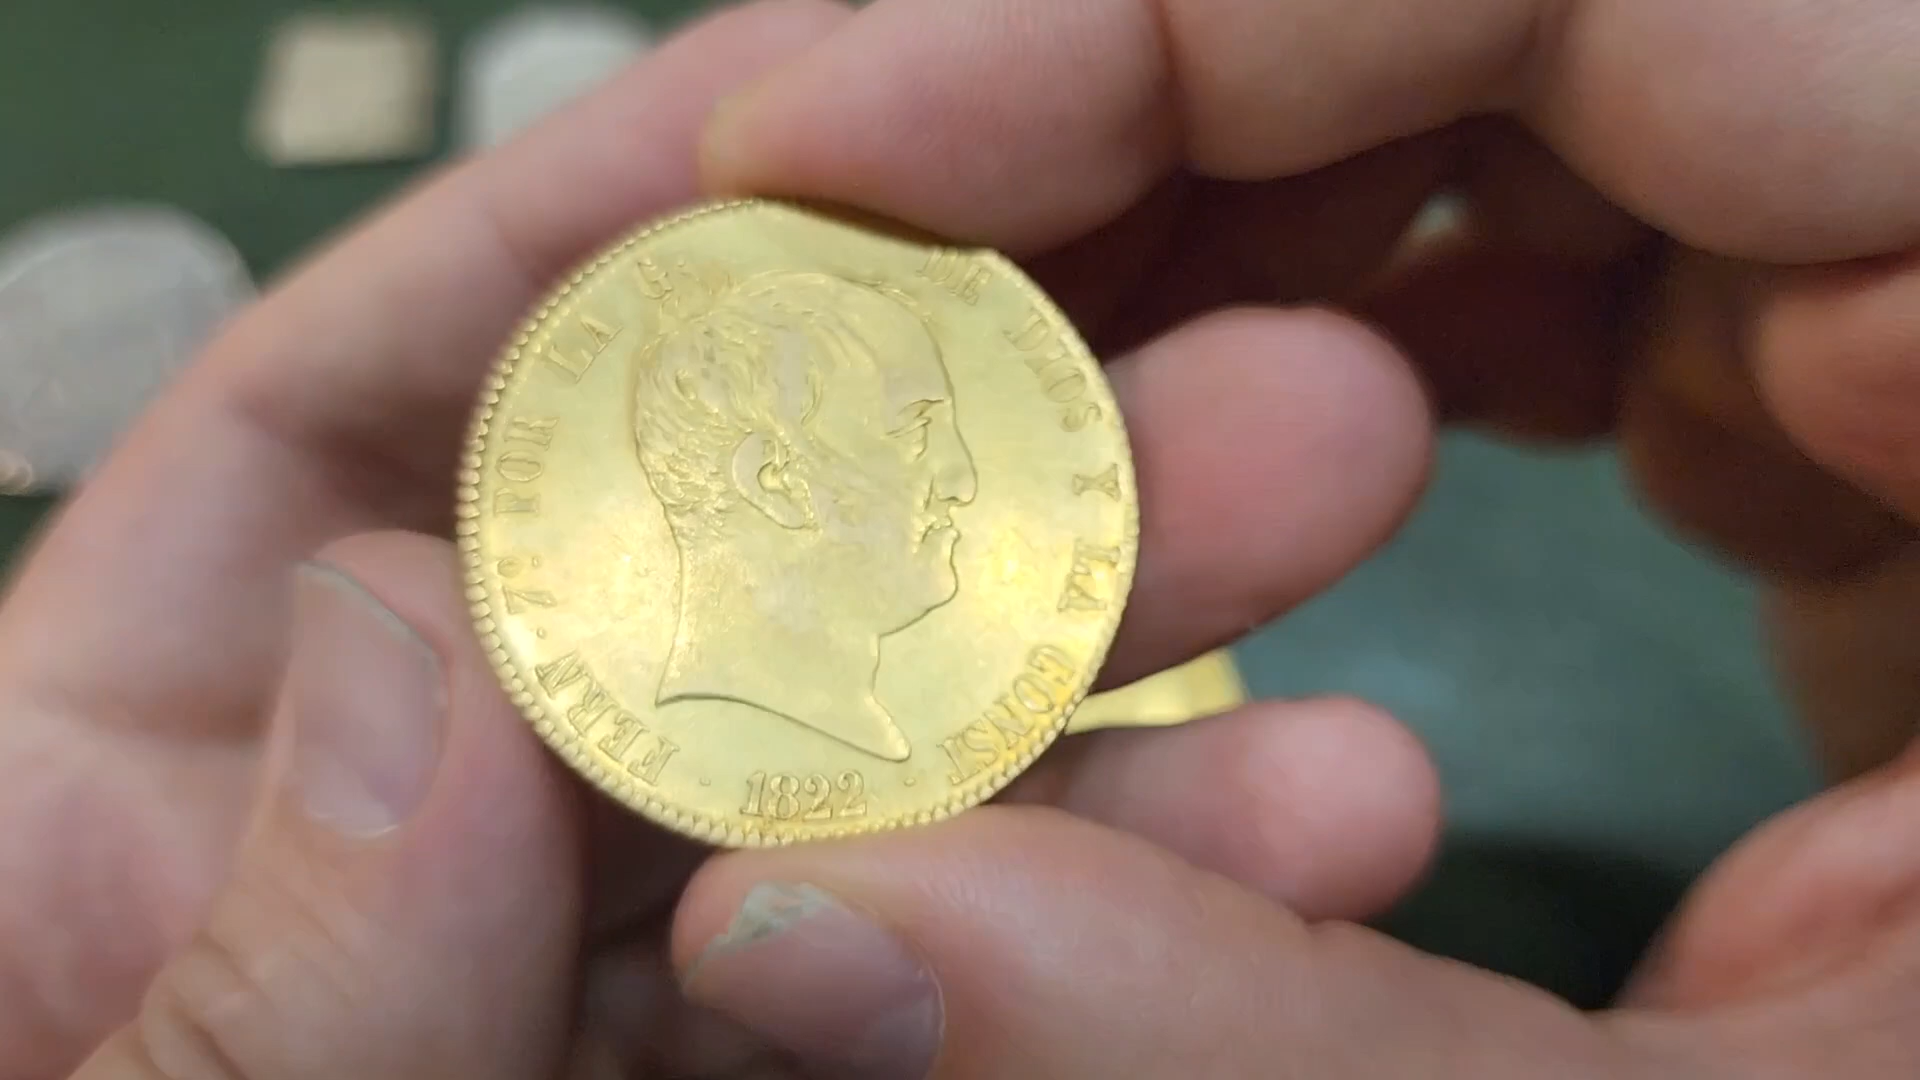 FERN. 7º. POR LA G. DE DIOS Y LA CONST
· 1822 ·